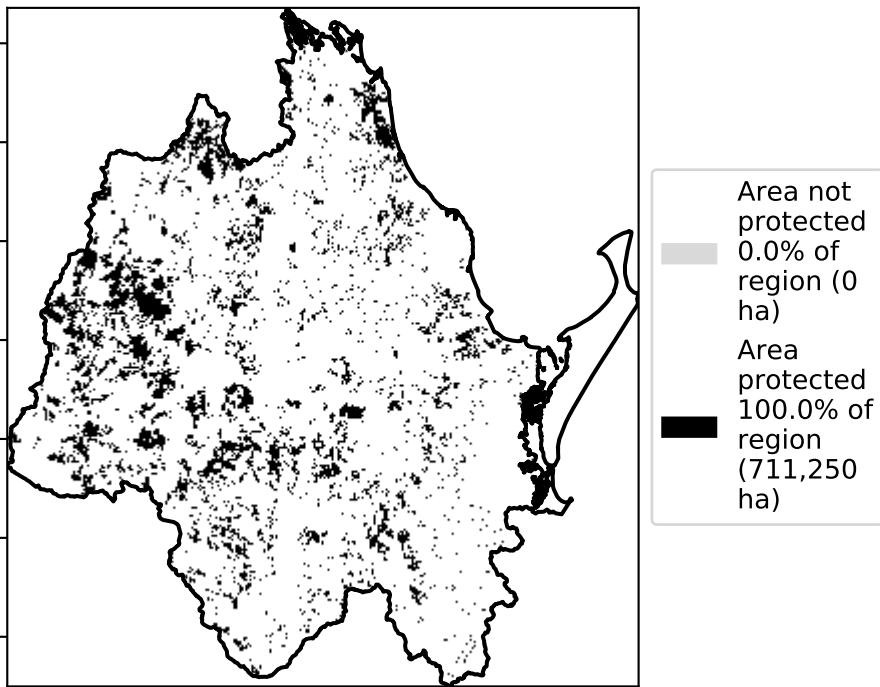 Area not
protected
0.0% of
region (0
ha)
Area
protected
100.0% of
region
(711,250
ha)